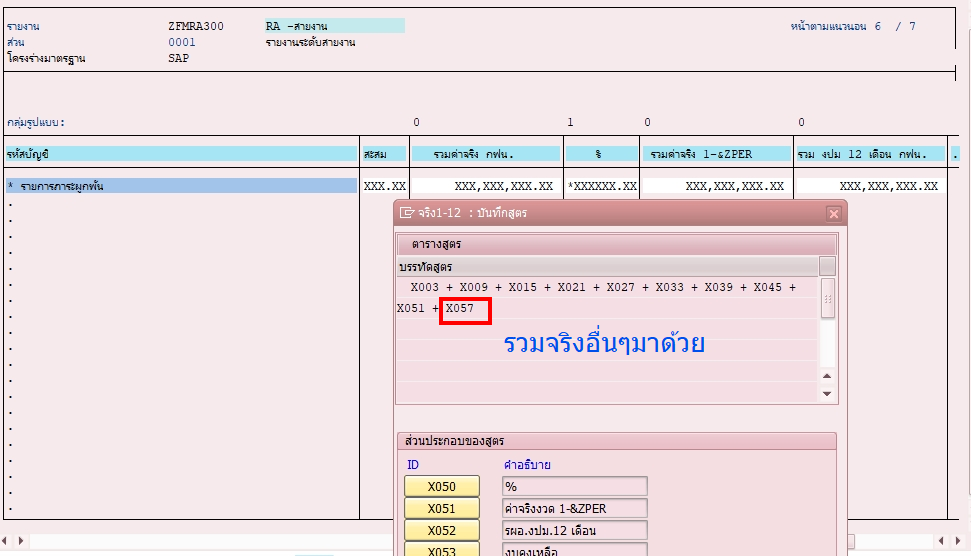 รายงาน ZFMRA300 RA -สายงาน หน้าตามแนวนอน 6 / 7
ส่วน 0001 รายงานระดับสายงาน
โครงร่างมาตรฐาน SAP
กลุ่มรูปแบบ: 0 1 0 0
รหัสบัญชี สะสม รวมค่าจริง กฟน. % รวมค่าจริง 1-&ZPER รวม งปม 12 เดือน กฟน. .
* รายการภาระผูกพัน XXX.XX XXX,XXX,XXX.XX *XXXXXX.XX XXX,XXX,XXX.XX XXX,XXX,XXX.XX
จริง1-12 : บันทึกสูตร
ตารางสูตร
บรรทัดสูตร
X003 + X009 + X015 + X021 + X027 + X033 + X039 + X045 +
X051 + X057
รวมจริงอื่นๆมาด้วย
ส่วนประกอบของสูตร
ID คำอธิบาย
X050 %
X051 ค่าจริงงวด 1-&ZPER
X052 รผอ.งปม.12 เดือน
X053 งบคงเหลือ